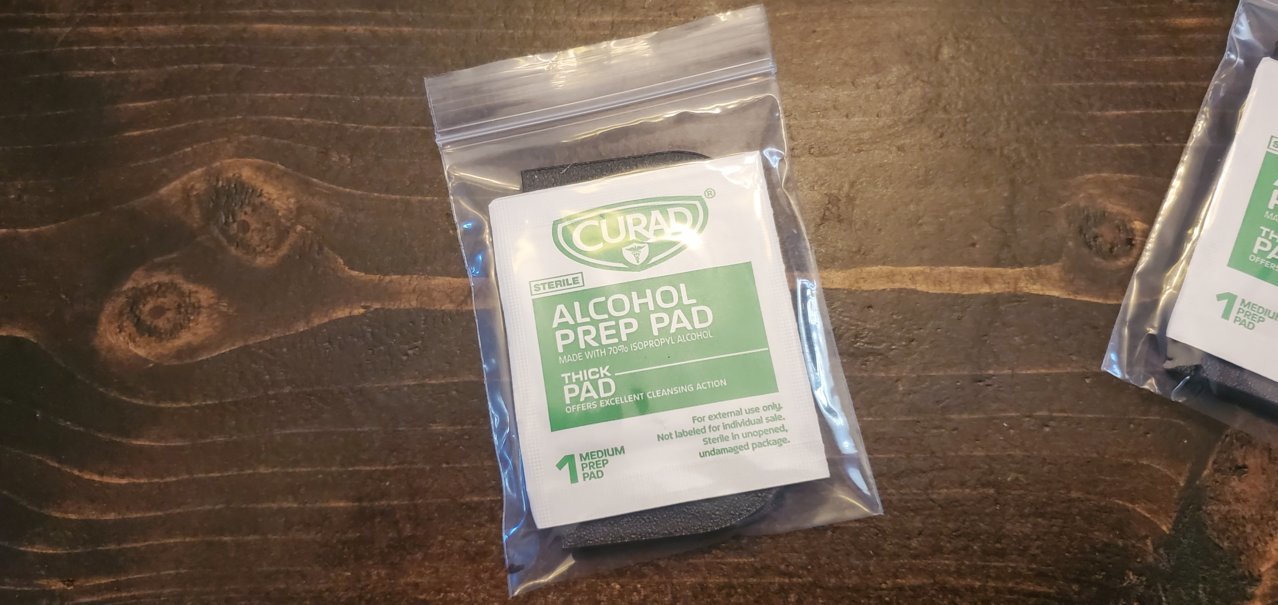 CURAD®
STERILE
ALCOHOL
PREP PAD
MADE WITH 70% ISOPROPYL ALCOHOL
THICK
PAD
OFFERS EXCELLENT CLEANSING ACTION
For external use only.
Not labeled for individual sale.
Sterile in unopened,
undamaged package.
1 MEDIUM
PREP
PAD
OFFERS
1 MEDIUM
PREP
PAD